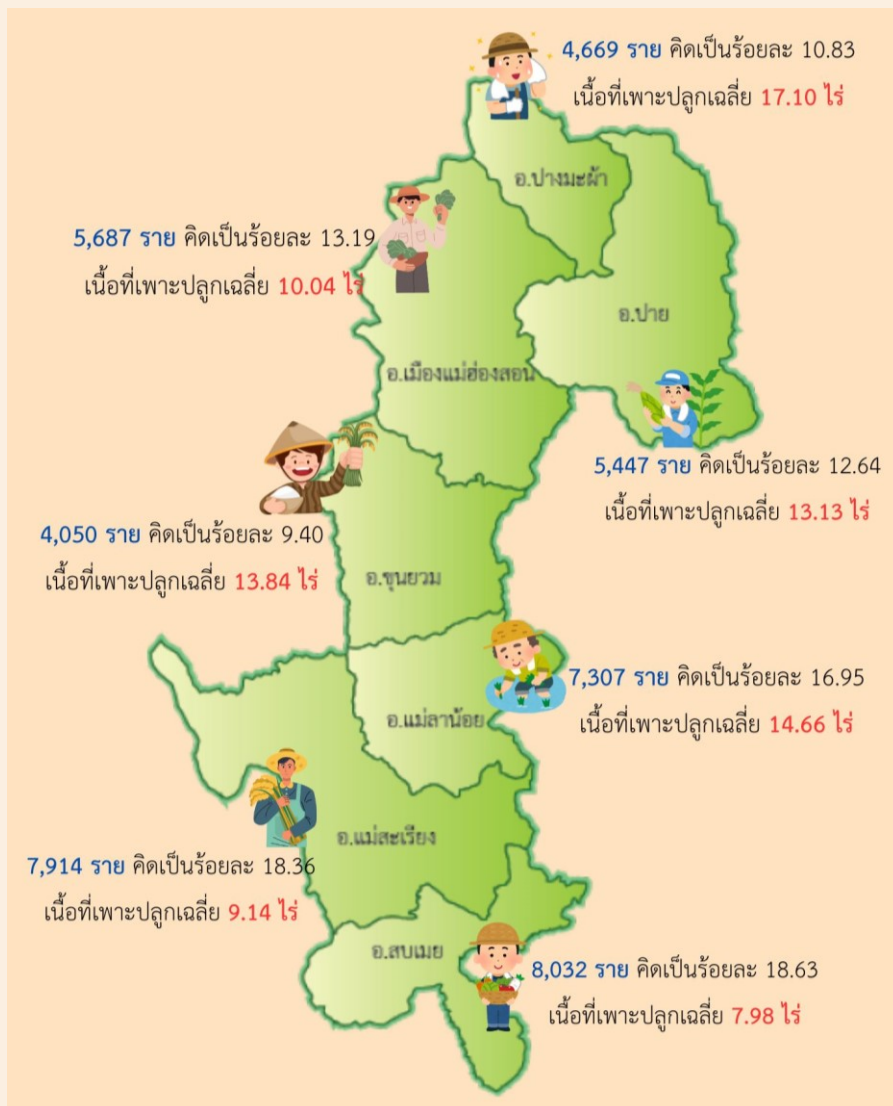 4,669 ราย คิดเป็นร้อยละ 10.83
เนื้อที่เพาะปลูกเฉลี่ย 17.10 ไร่
อ.ปางมะผ้า
5,687 ราย คิดเป็นร้อยละ 13.19
เนื้อที่เพาะปลูกเฉลี่ย 10.04 ไร่
อ.ปาย
อ.เมืองแม่ฮ่องสอน
5,447 ราย คิดเป็นร้อยละ 12.64
เนื้อที่เพาะปลูกเฉลี่ย 13.13 ไร่
4,050 ราย คิดเป็นร้อยละ 9.40
เนื้อที่เพาะปลูกเฉลี่ย 13.84 ไร่
อ.ขุนยวม
7,307 ราย คิดเป็นร้อยละ 16.95
เนื้อที่เพาะปลูกเฉลี่ย 14.66 ไร่
อ.แม่ลาน้อย
อ.แม่สะเรียง
7,914 ราย คิดเป็นร้อยละ 18.36
เนื้อที่เพาะปลูกเฉลี่ย 9.14 ไร่
อ.สบเมย
8,032 ราย คิดเป็นร้อยละ 18.63
เนื้อที่เพาะปลูกเฉลี่ย 7.98 ไร่